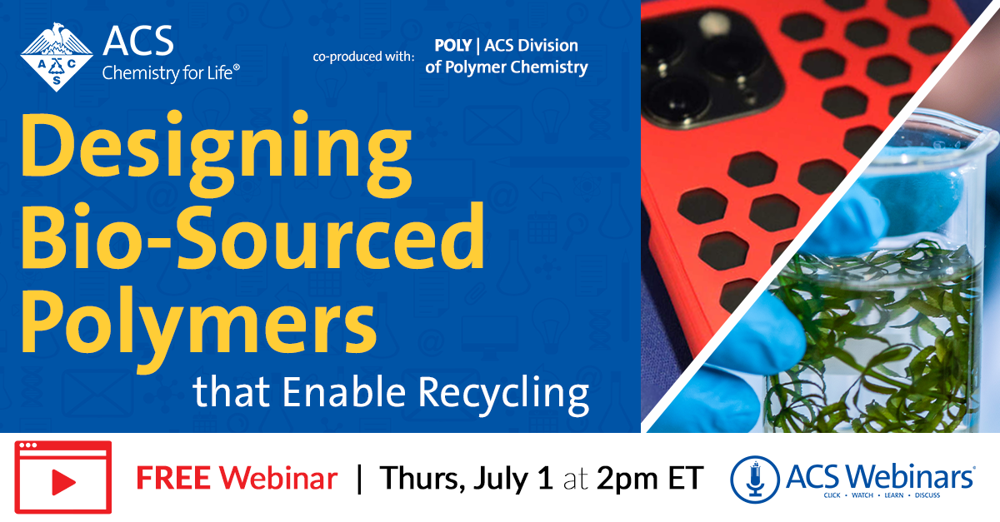 ACS
Chemistry for Life®
A C S
co-produced with:
POLY | ACS Division
of Polymer Chemistry
Designing
Bio-Sourced
Polymers
that Enable Recycling
FREE Webinar | Thurs, July 1 at 2pm ET
ACS Webinars®
CLICK • WATCH • LEARN • DISCUSS